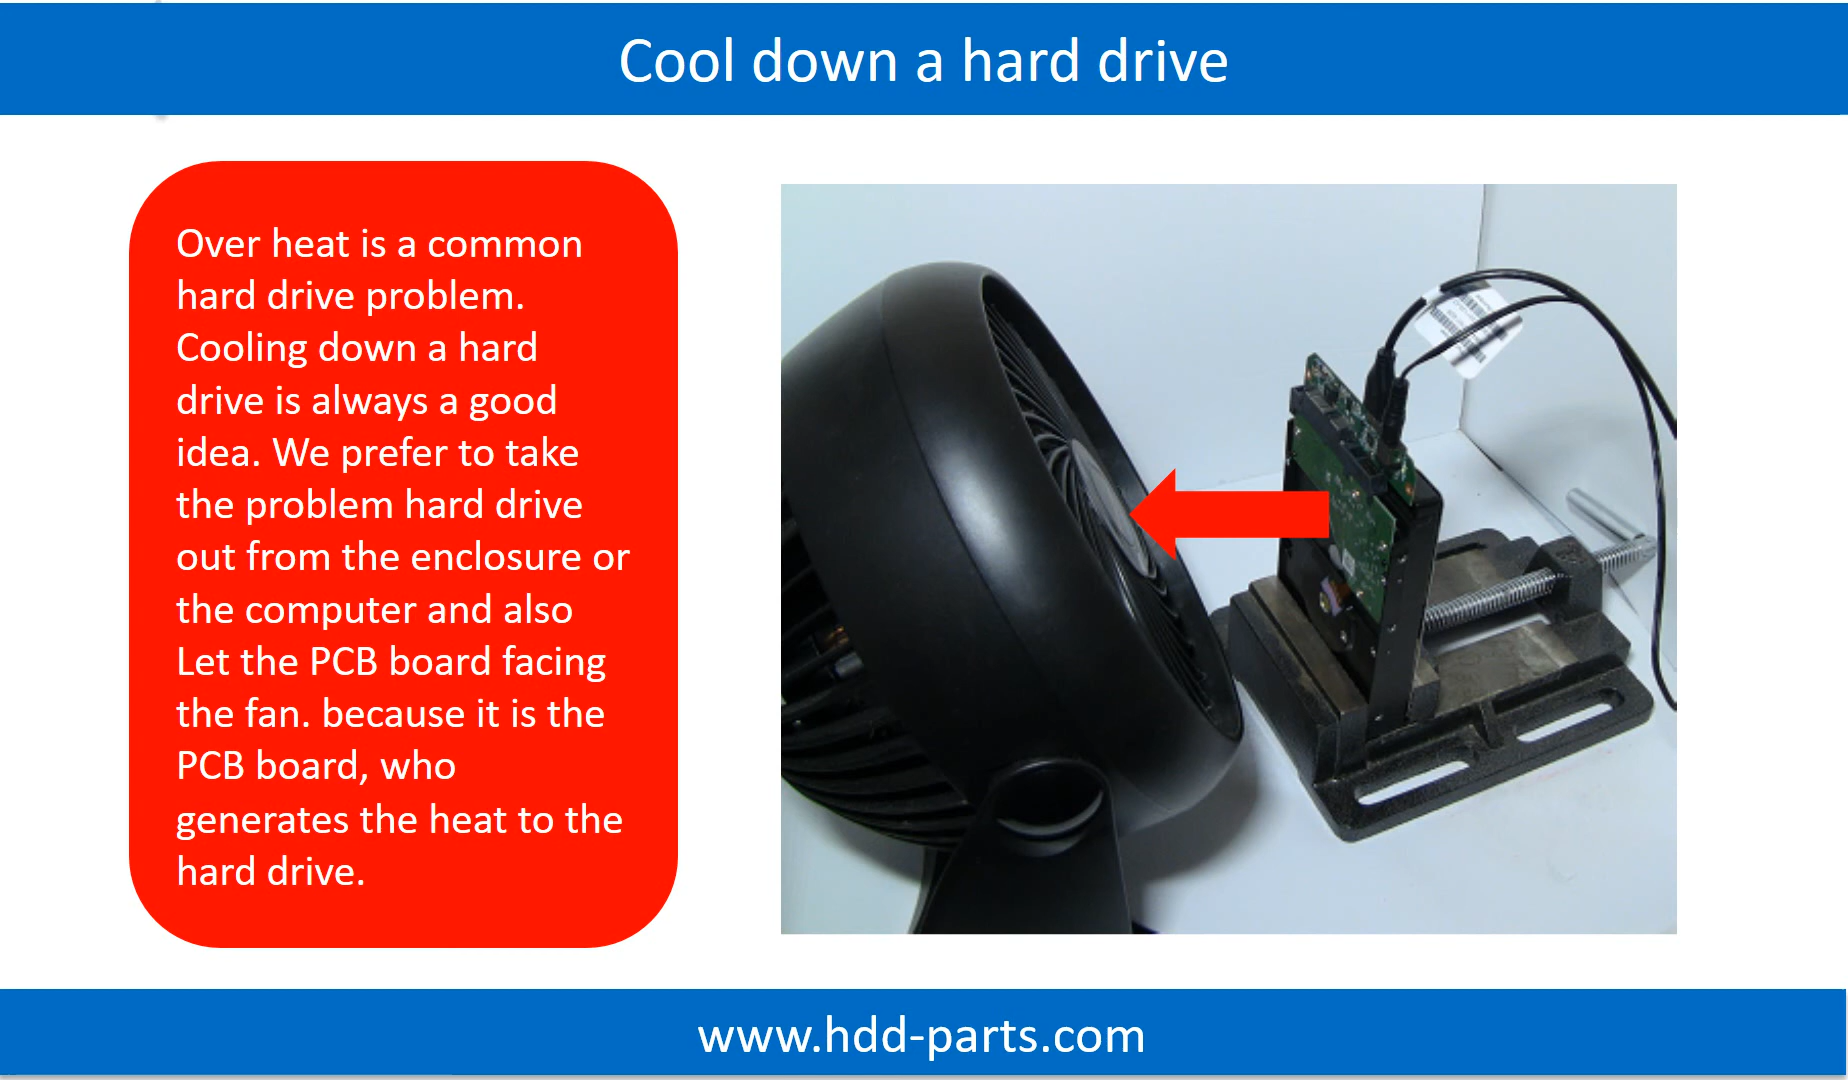 Cool down a hard drive
Over heat is a common
hard drive problem.
Cooling down a hard
drive is always a good
idea. We prefer to take
the problem hard drive
out from the enclosure or
the computer and also
Let the PCB board facing
the fan. because it is the
PCB board, who
generates the heat to the
hard drive.
www.hdd-parts.com